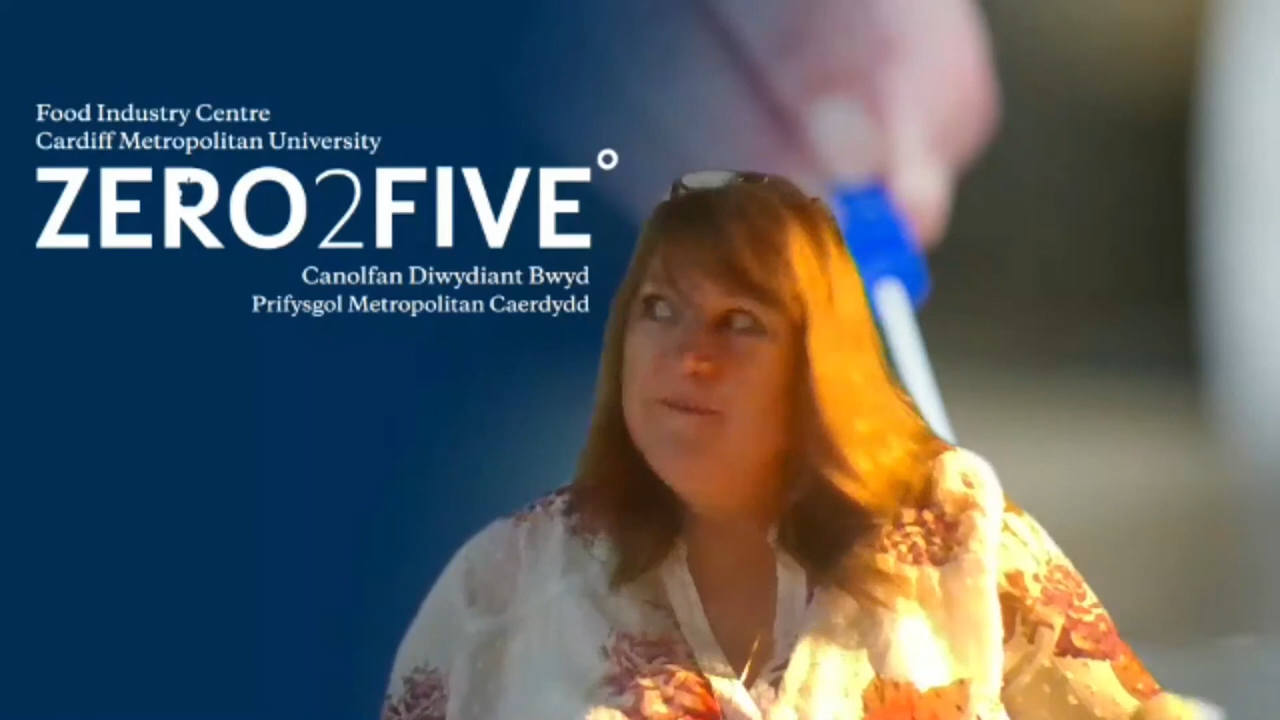 Food Industry Centre
Cardiff Metropolitan University
ZERO2FIVE°
Canolfan Diwydiant Bwyd
Prifysgol Metropolitan Caerdydd